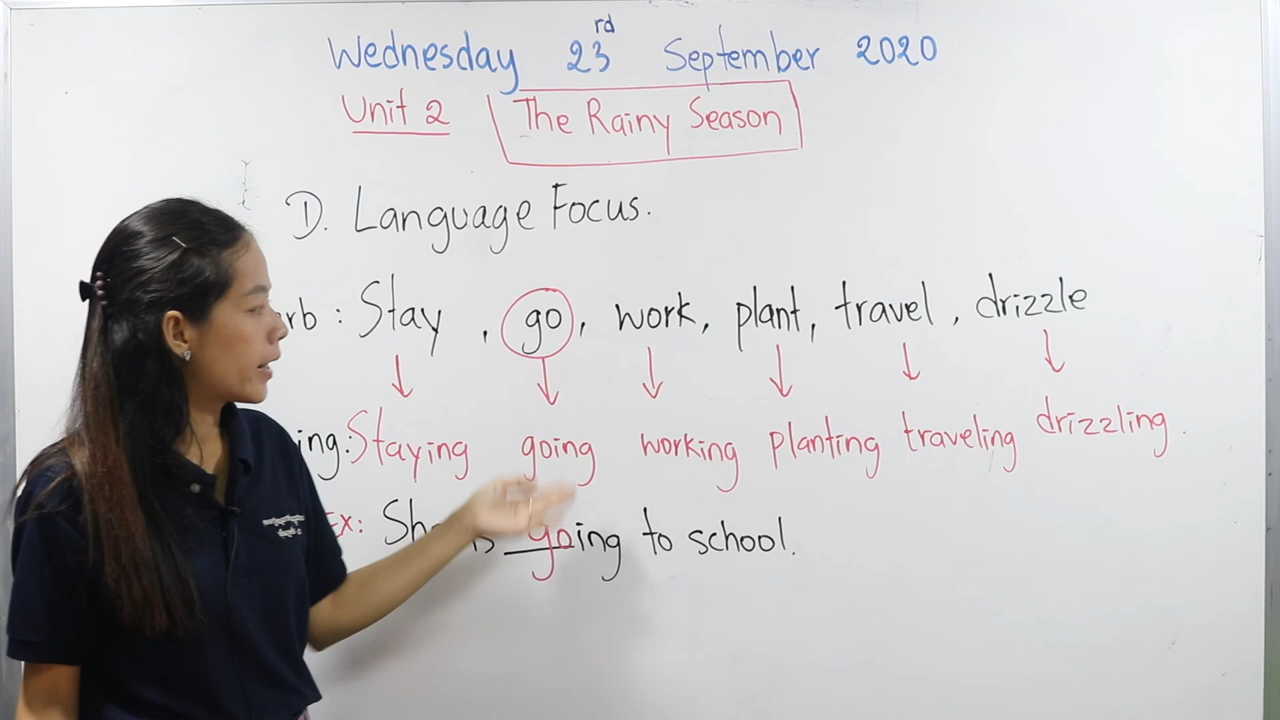 Wednesday 23rd September 2020
Unit 2 The Rainy Season
D. Language Focus.
rb : Stay , go, work, plant, travel, drizzle
ing: Staying going working planting traveling drizzling.
Ex: is going to school.